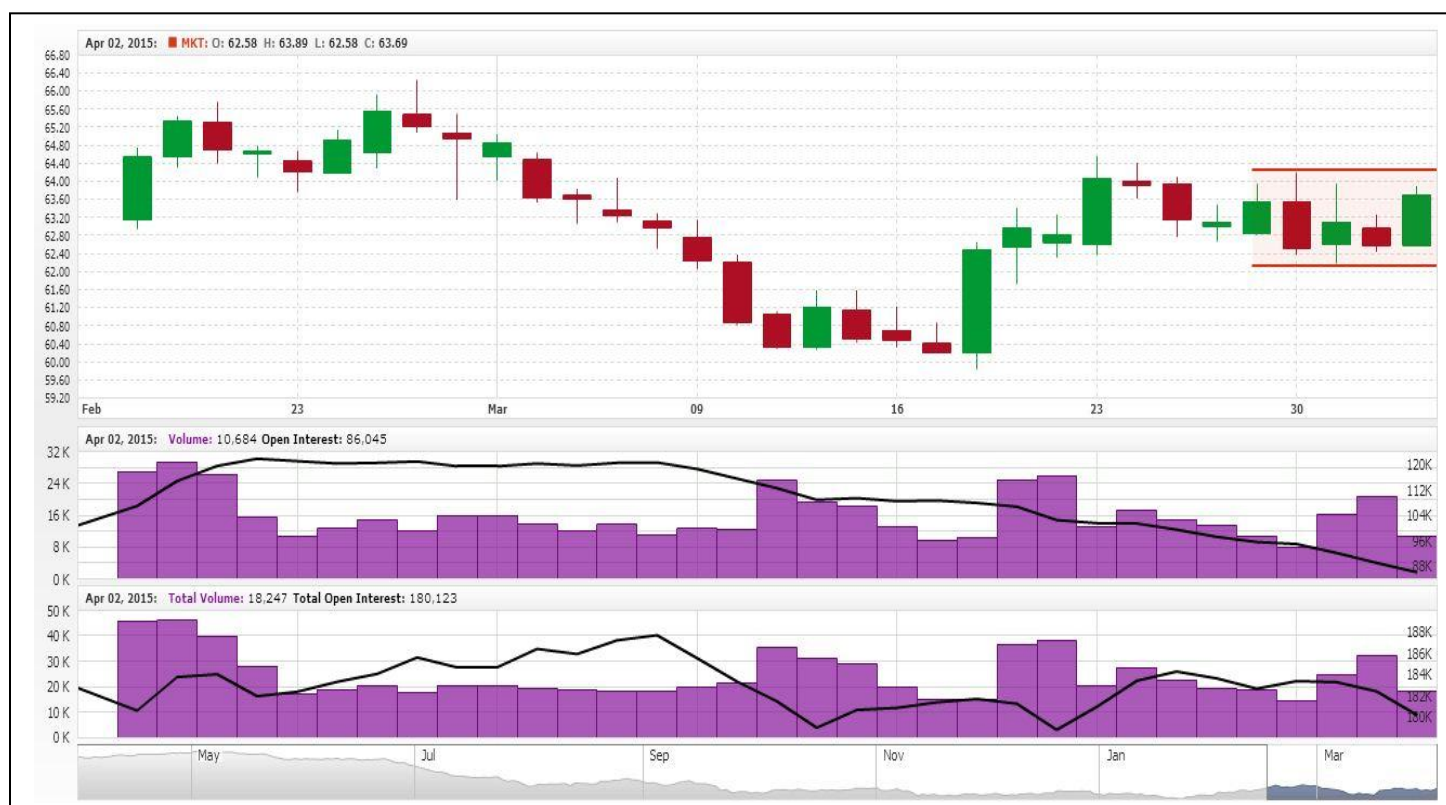 Apr 02, 2015: MKT: O: 62.58 H: 63.89 L: 62.58 C: 63.69
66.80
66.40
66.00
65.60
65.20
64.80
64.40
64.00
63.60
63.20
62.80
62.40
62.00
61.60
61.20
60.80
60.40
60.00
59.60
59.20
Feb 23 Mar 09 16 23 30
Apr 02, 2015: Volume: 10,684 Open Interest: 86,045
32 K
24 K
16 K
8 K
0 K
120K
112K
104K
96K
88K
Apr 02, 2015: Total Volume: 18,247 Total Open Interest: 180,123
50 K
40 K
30 K
20 K
10 K
0 K
188K
186K
184K
182K
180K
May Jul Sep Nov Jan Mar